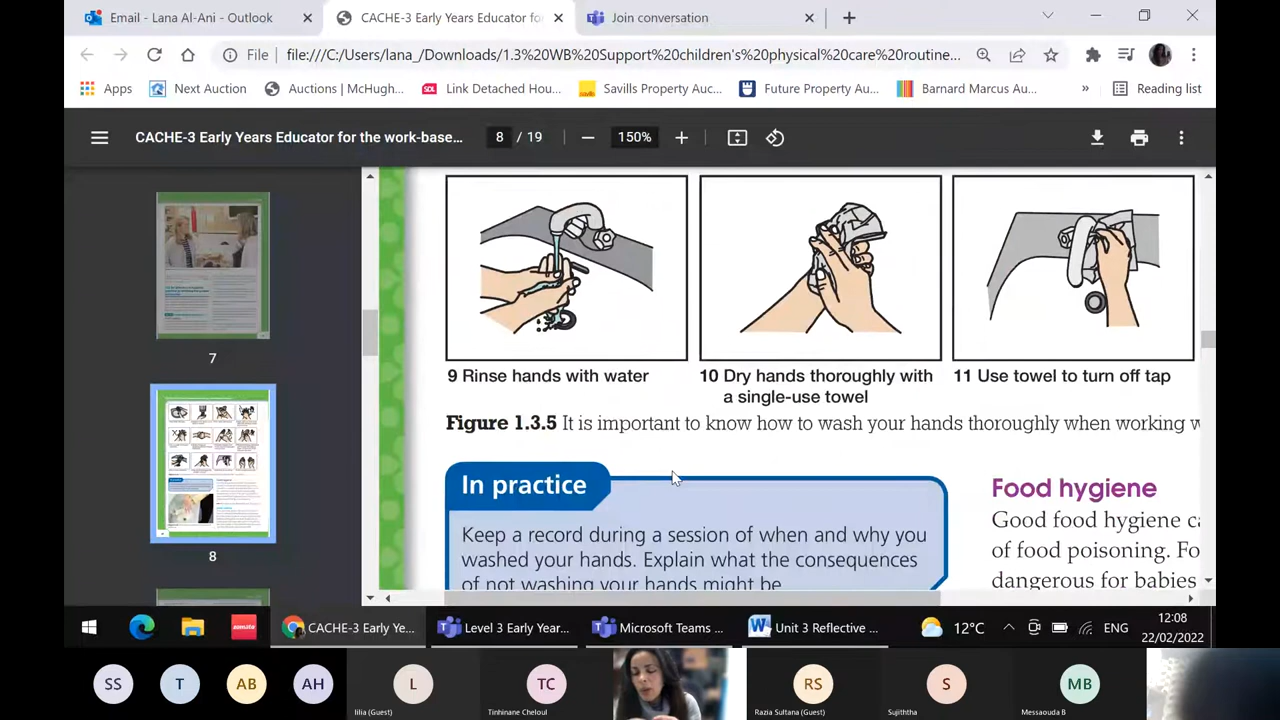 Email - Lana Al-Ani - Outlook
CACHE-3 Early Years Educator for
Join conversation
File
file:///C:/Users/lana_/Downloads/1.3%20WB%20Support%20children's%20physical%20care%20routine...
Apps
Next Auction
Auctions | McHugh...
SDL
Link Detached Hou...
savills
Savills Property Auc...
Future Property Au...
Barnard Marcus Au...
»
Reading list
CACHE-3 Early Years Educator for the work-base...
8 / 19
150%
7
8
9 Rinse hands with water
10 Dry hands thoroughly with
a single-use towel
11 Use towel to turn off tap
Figure 1.3.5 It is important to know how to wash your hands thoroughly when working w
In practice
Keep a record during a session of when and why you
washed your hands. Explain what the consequences
of not washing your hands might be
Food hygiene
Good food hygiene ca
of food poisoning. Fo
dangerous for babies
CACHE-3 Early Ye...
Level 3 Early Year...
Microsoft Teams ...
Unit 3 Reflective ...
12°C
ENG
12:08
22/02/2022
SS
T
AB
AH
L
lilia (Guest)
TC
Tinhinane Cheloul
RS
Razia Sultana (Guest)
S
Sujiththa
MB
Messaouda B